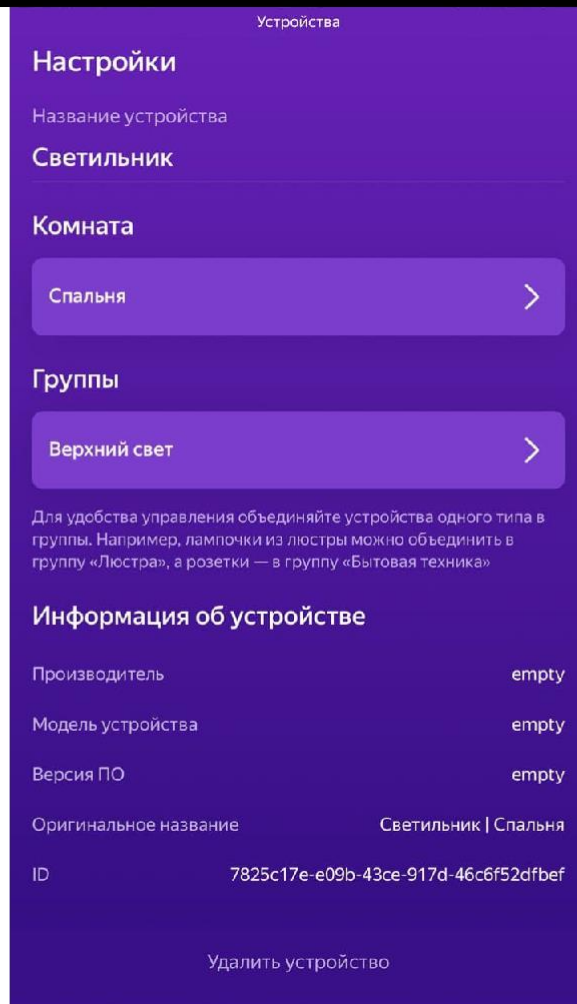 Устройства
Настройки
Название устройства
Светильник
Комната
Спальня
Группы
Верхний свет
Для удобства управления объединяйте устройства одного типа в
группы. Например, лампочки из люстры можно объединить в
группу «Люстра», а розетки — в группу «Бытовая техника»
Информация об устройстве
Производитель empty
Модель устройства empty
Версия ПО empty
Оригинальное название Светильник | Спальня
ID 7825c17e-e09b-43ce-917d-46c6f52dfbef
Удалить устройство